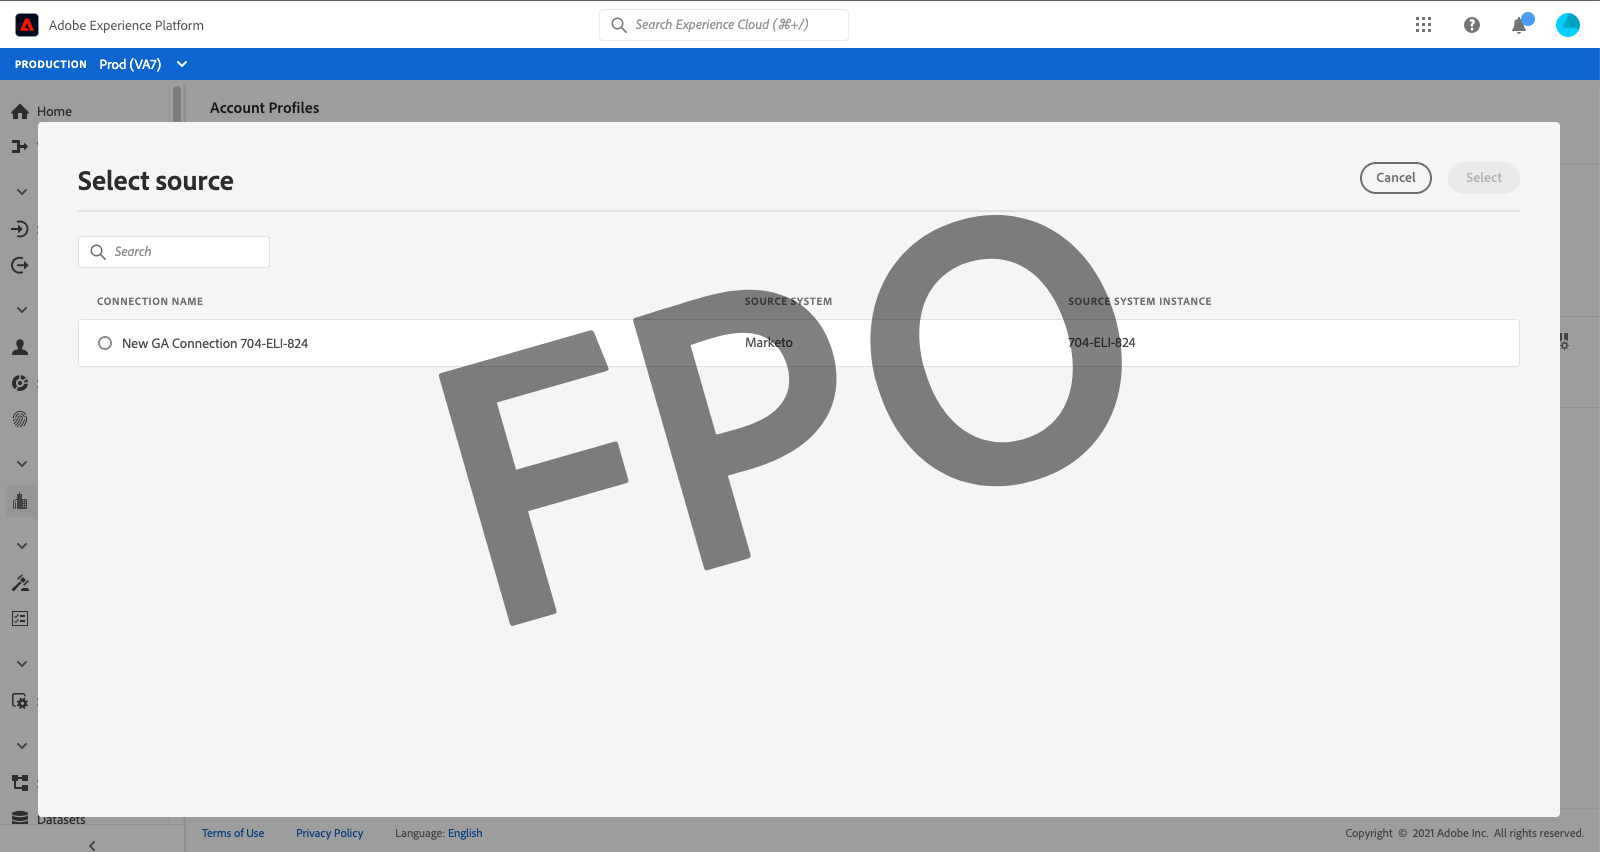 Adobe Experience Platform
Search Experience Cloud (⌘+/)
PRODUCTION Prod (VA7)
Home
Account Profiles
Select source
Cancel
Select
Search
CONNECTION NAME
SOURCE SYSTEM
SOURCE SYSTEM INSTANCE
New GA Connection 704-ELI-824
Marketo
704-ELI-824
FPO
Datasets
Terms of Use
Privacy Policy
Language: English
Copyright © 2021 Adobe Inc. All rights reserved.